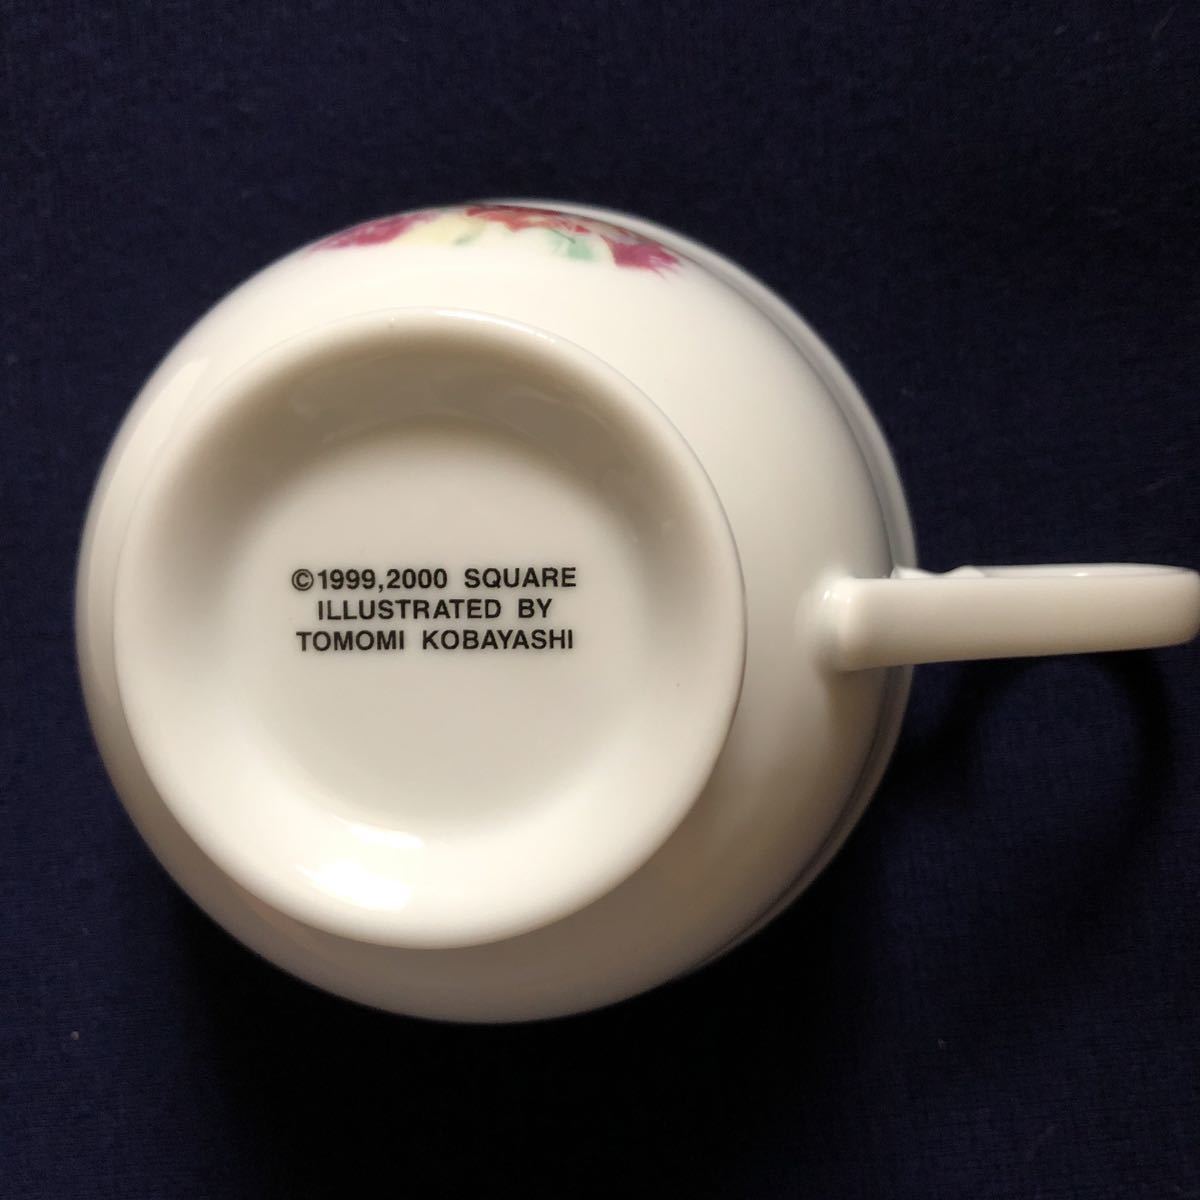 ©1999,2000 SQUARE
ILLUSTRATED BY
TOMOMI KOBAYASHI